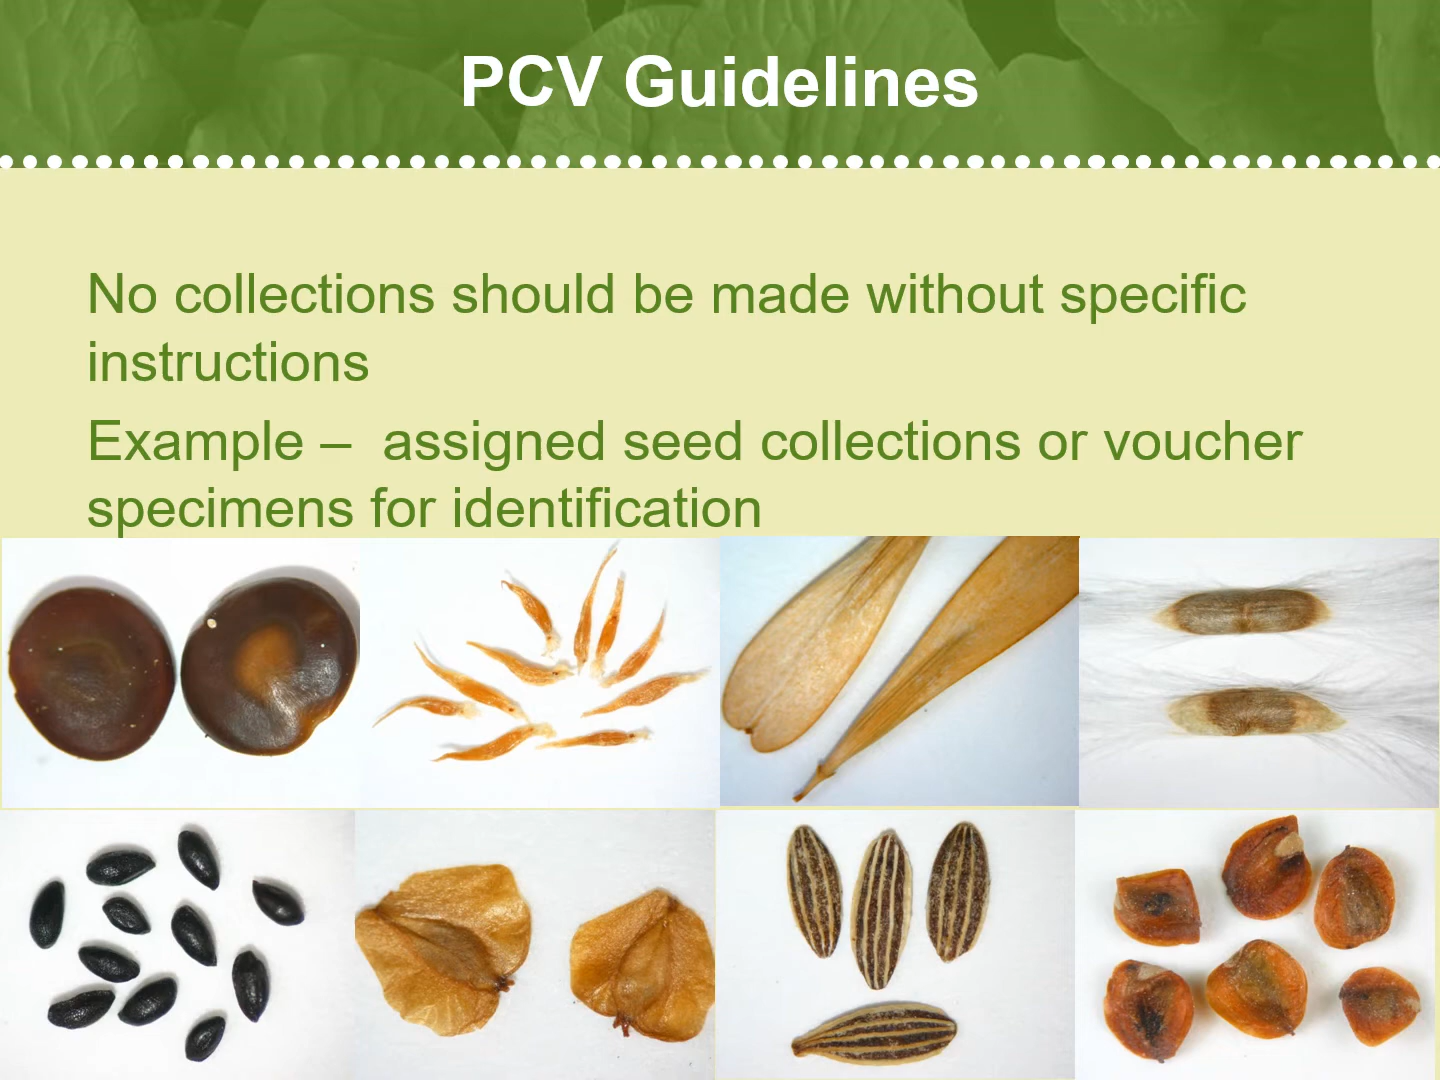 PCV Guidelines
No collections should be made without specific
instructions
Example –  assigned seed collections or voucher
specimens for identification